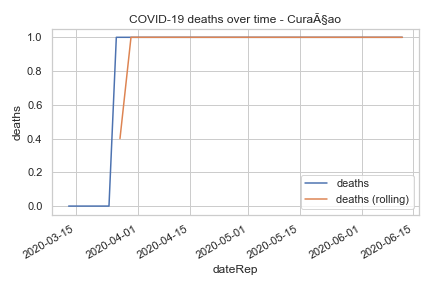 COVID-19 deaths over time - CuraÃ§ao
deaths
1.0
0.8
0.6
0.4
0.2
0.0
deaths
deaths (rolling)
2020-03-15
2020-04-01
2020-04-15
2020-05-01
2020-05-15
2020-06-01
2020-06-15
dateRep